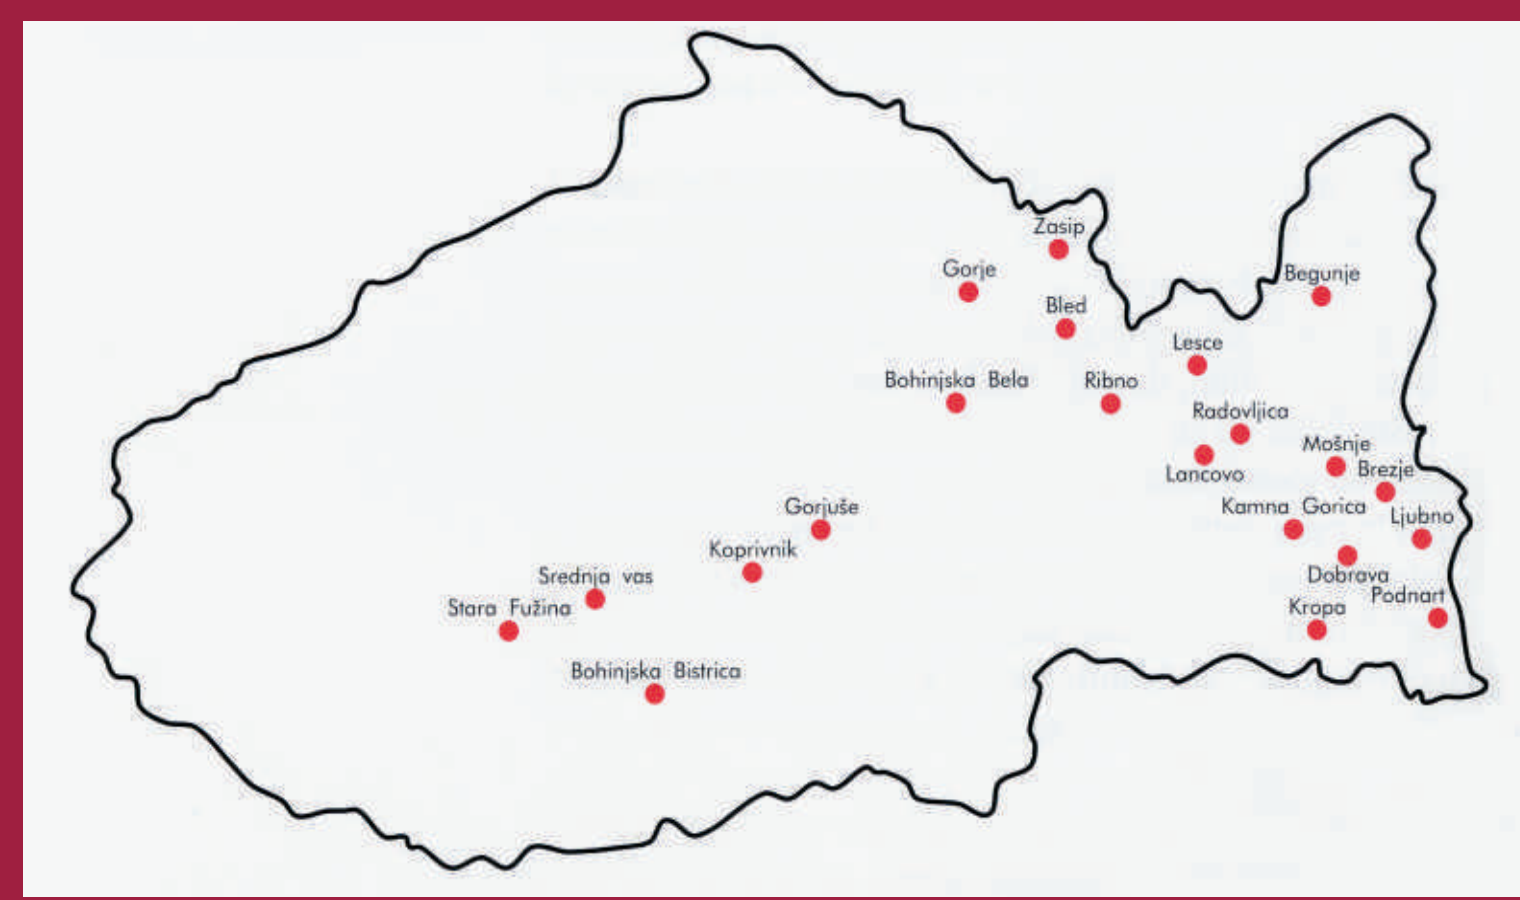 Zasip
Gorje
Begunje
Bled
Lesce
Bohinjska Bela
Ribno
Radovljica
Mošnje
Brezje
Lancovo
Gorjuše
Kamna Gorica
Ljubno
Koprivnik
Srednja vas
Dobrava
Podnart
Stara Fužina
Kropa
Bohinjska Bistrica